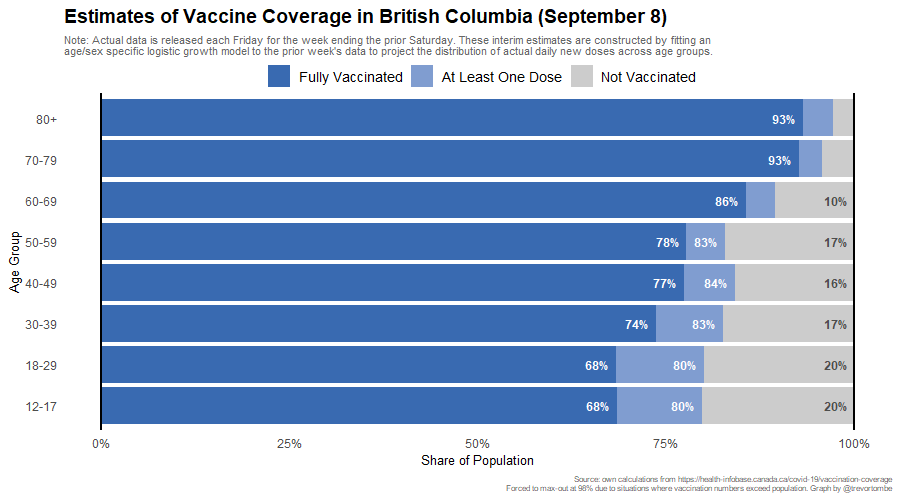 Estimates of Vaccine Coverage in British Columbia (September 8)
Note: Actual data is released each Friday for the week ending the prior Saturday. These interim estimates are constructed by fitting an
age/sex specific logistic growth model to the prior week's data to project the distribution of actual daily new doses across age groups.
Fully Vaccinated At Least One Dose Not Vaccinated
80+ 93%
70-79 93%
60-69 86% 10%
50-59 78% 83% 17%
Age Group
40-49 77% 84% 16%
30-39 74% 83% 17%
18-29 68% 80% 20%
12-17 68% 80% 20%
0% 25% 50% 75% 100%
Share of Population
Source: own calculations from https://health-infobase.canada.ca/covid-19/vaccination-coverage
Forced to max-out at 98% due to situations where vaccination numbers exceed population. Graph by @trevortombe